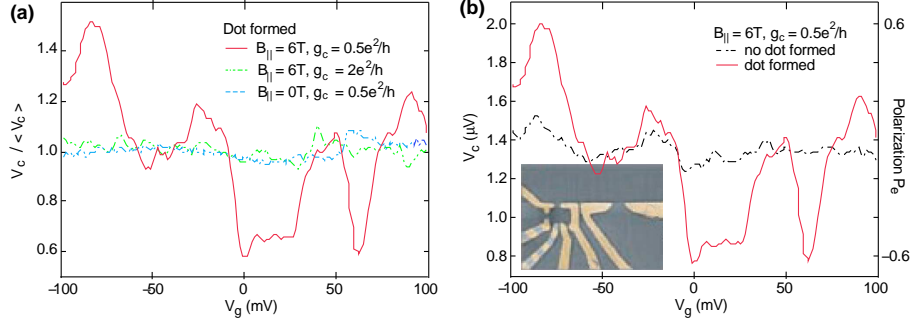 (a)
Dot formed
B|| = 6T, gc = 0.5e²/h
B|| = 6T, gc = 2e²/h
B|| = 0T, gc = 0.5e²/h
Vc / < Vc >
1.4
1.2
1.0
0.8
0.6
−100
−50
0
50
100
Vg (mV)
(b)
B|| = 6T, gc = 0.5e²/h
no dot formed
dot formed
Vc (μV)
2.0
1.8
1.6
1.4
1.2
1.0
0.8
0.6
−0.6
Polarization Pe
−100
−50
0
50
100
Vg (mV)